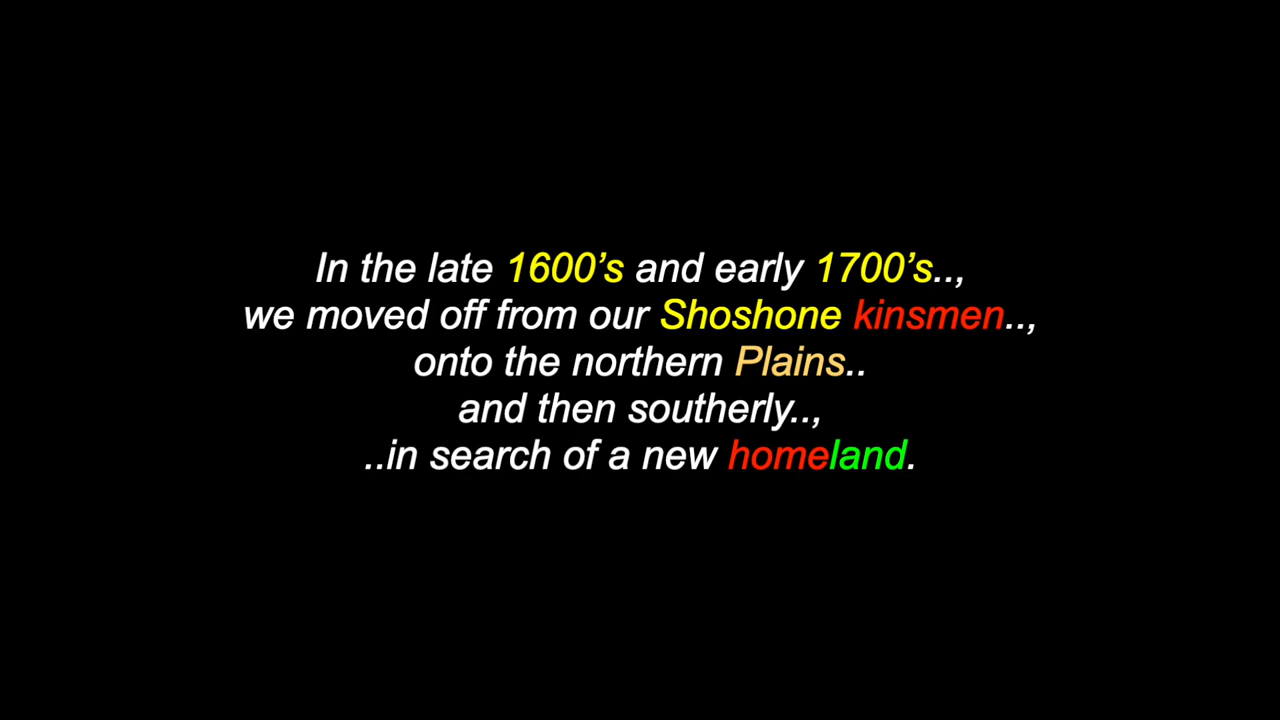 In the late 1600’s and early 1700’s..,
we moved off from our Shoshone kinsmen..,
onto the northern Plains..
and then southerly..,
..in search of a new homeland.